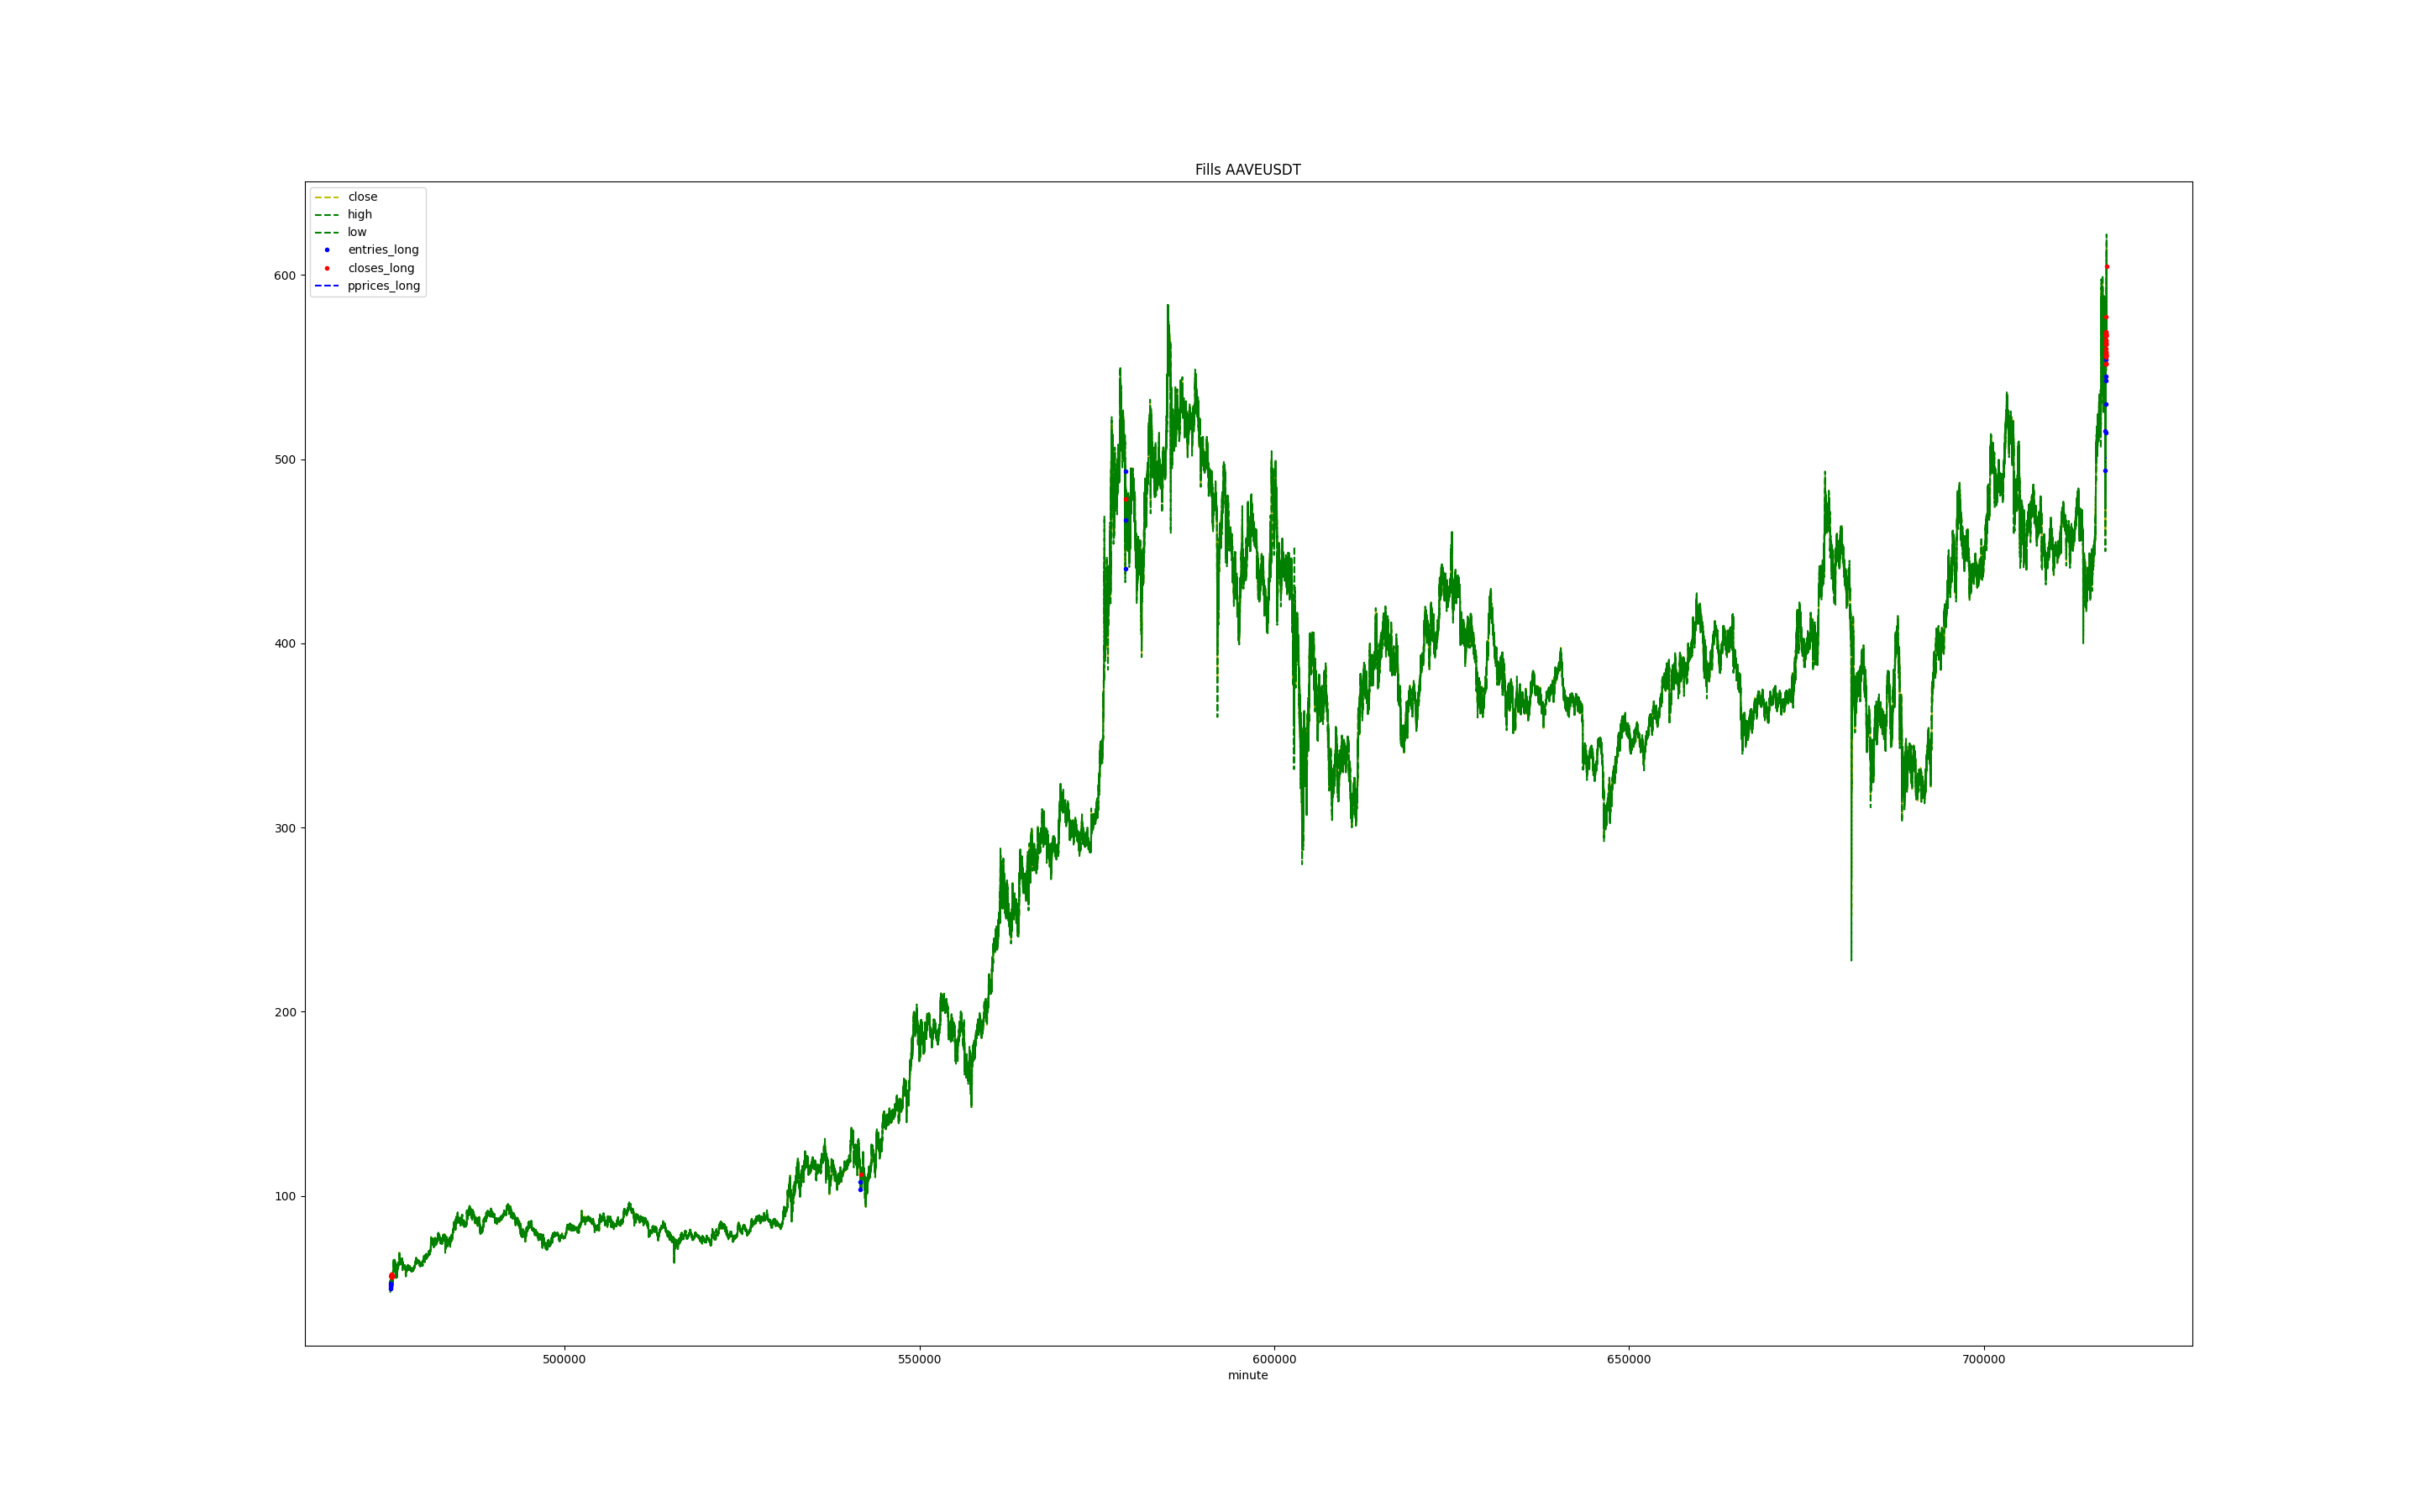 Fills AAVEUSDT
close
high
low
entries_long
closes_long
pprices_long
600
500
400
300
200
100
500000 550000 600000 650000 700000
minute